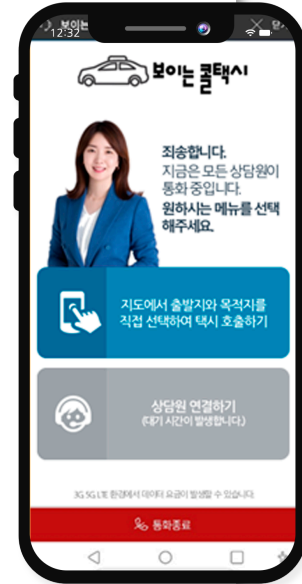 보이는
12:32
보이는 콜택시
죄송합니다.
지금은 모든 상담원이
통화 중입니다.
원하시는 메뉴를 선택
해주세요.
지도에서 출발지와 목적지를
직접 선택하여 택시 호출하기
상담원 연결하기
(대기 시간이 발생합니다.)
3G, 5G, LTE 환경에서 데이터 요금이 발생할 수 있습니다.
통화종료